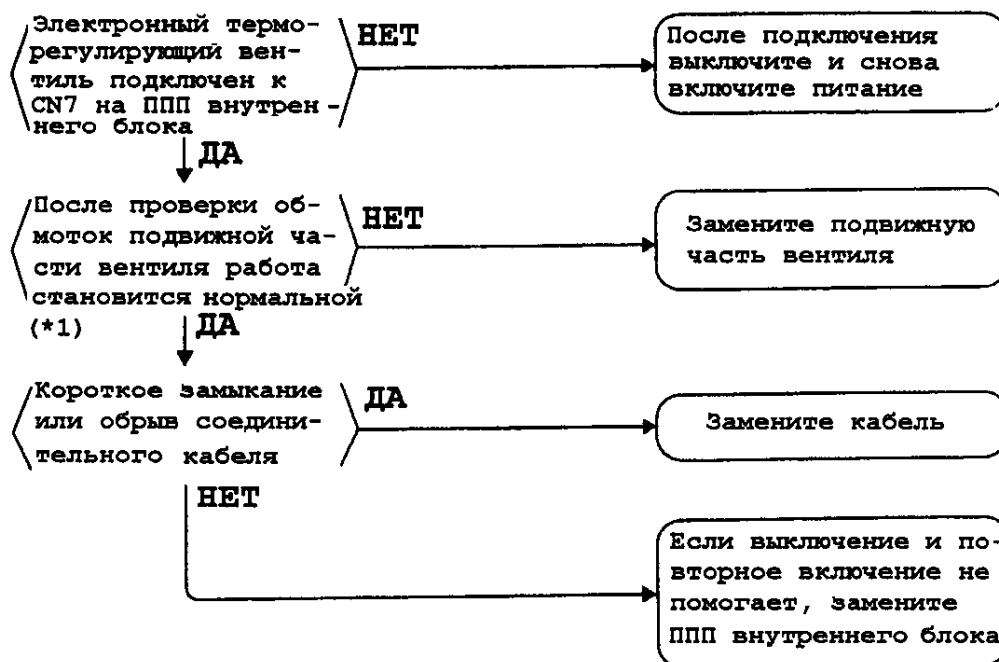 Электронный термо-
регулирующий вен-
тиль подключен к
CN7 на ППП внутрен-
него блока
НЕТ
После подключения
выключите и снова
включите питание
ДА
После проверки об-
моток подвижной ча-
сти вентиля работа
становится нормальной
(*1)
НЕТ
Замените подвижную
часть вентиля
ДА
Короткое замыкание
или обрыв соедини-
тельного кабеля
ДА
Замените кабель
НЕТ
Если выключение и по-
вторное включение не
помогает, замените
ППП внутреннего блока